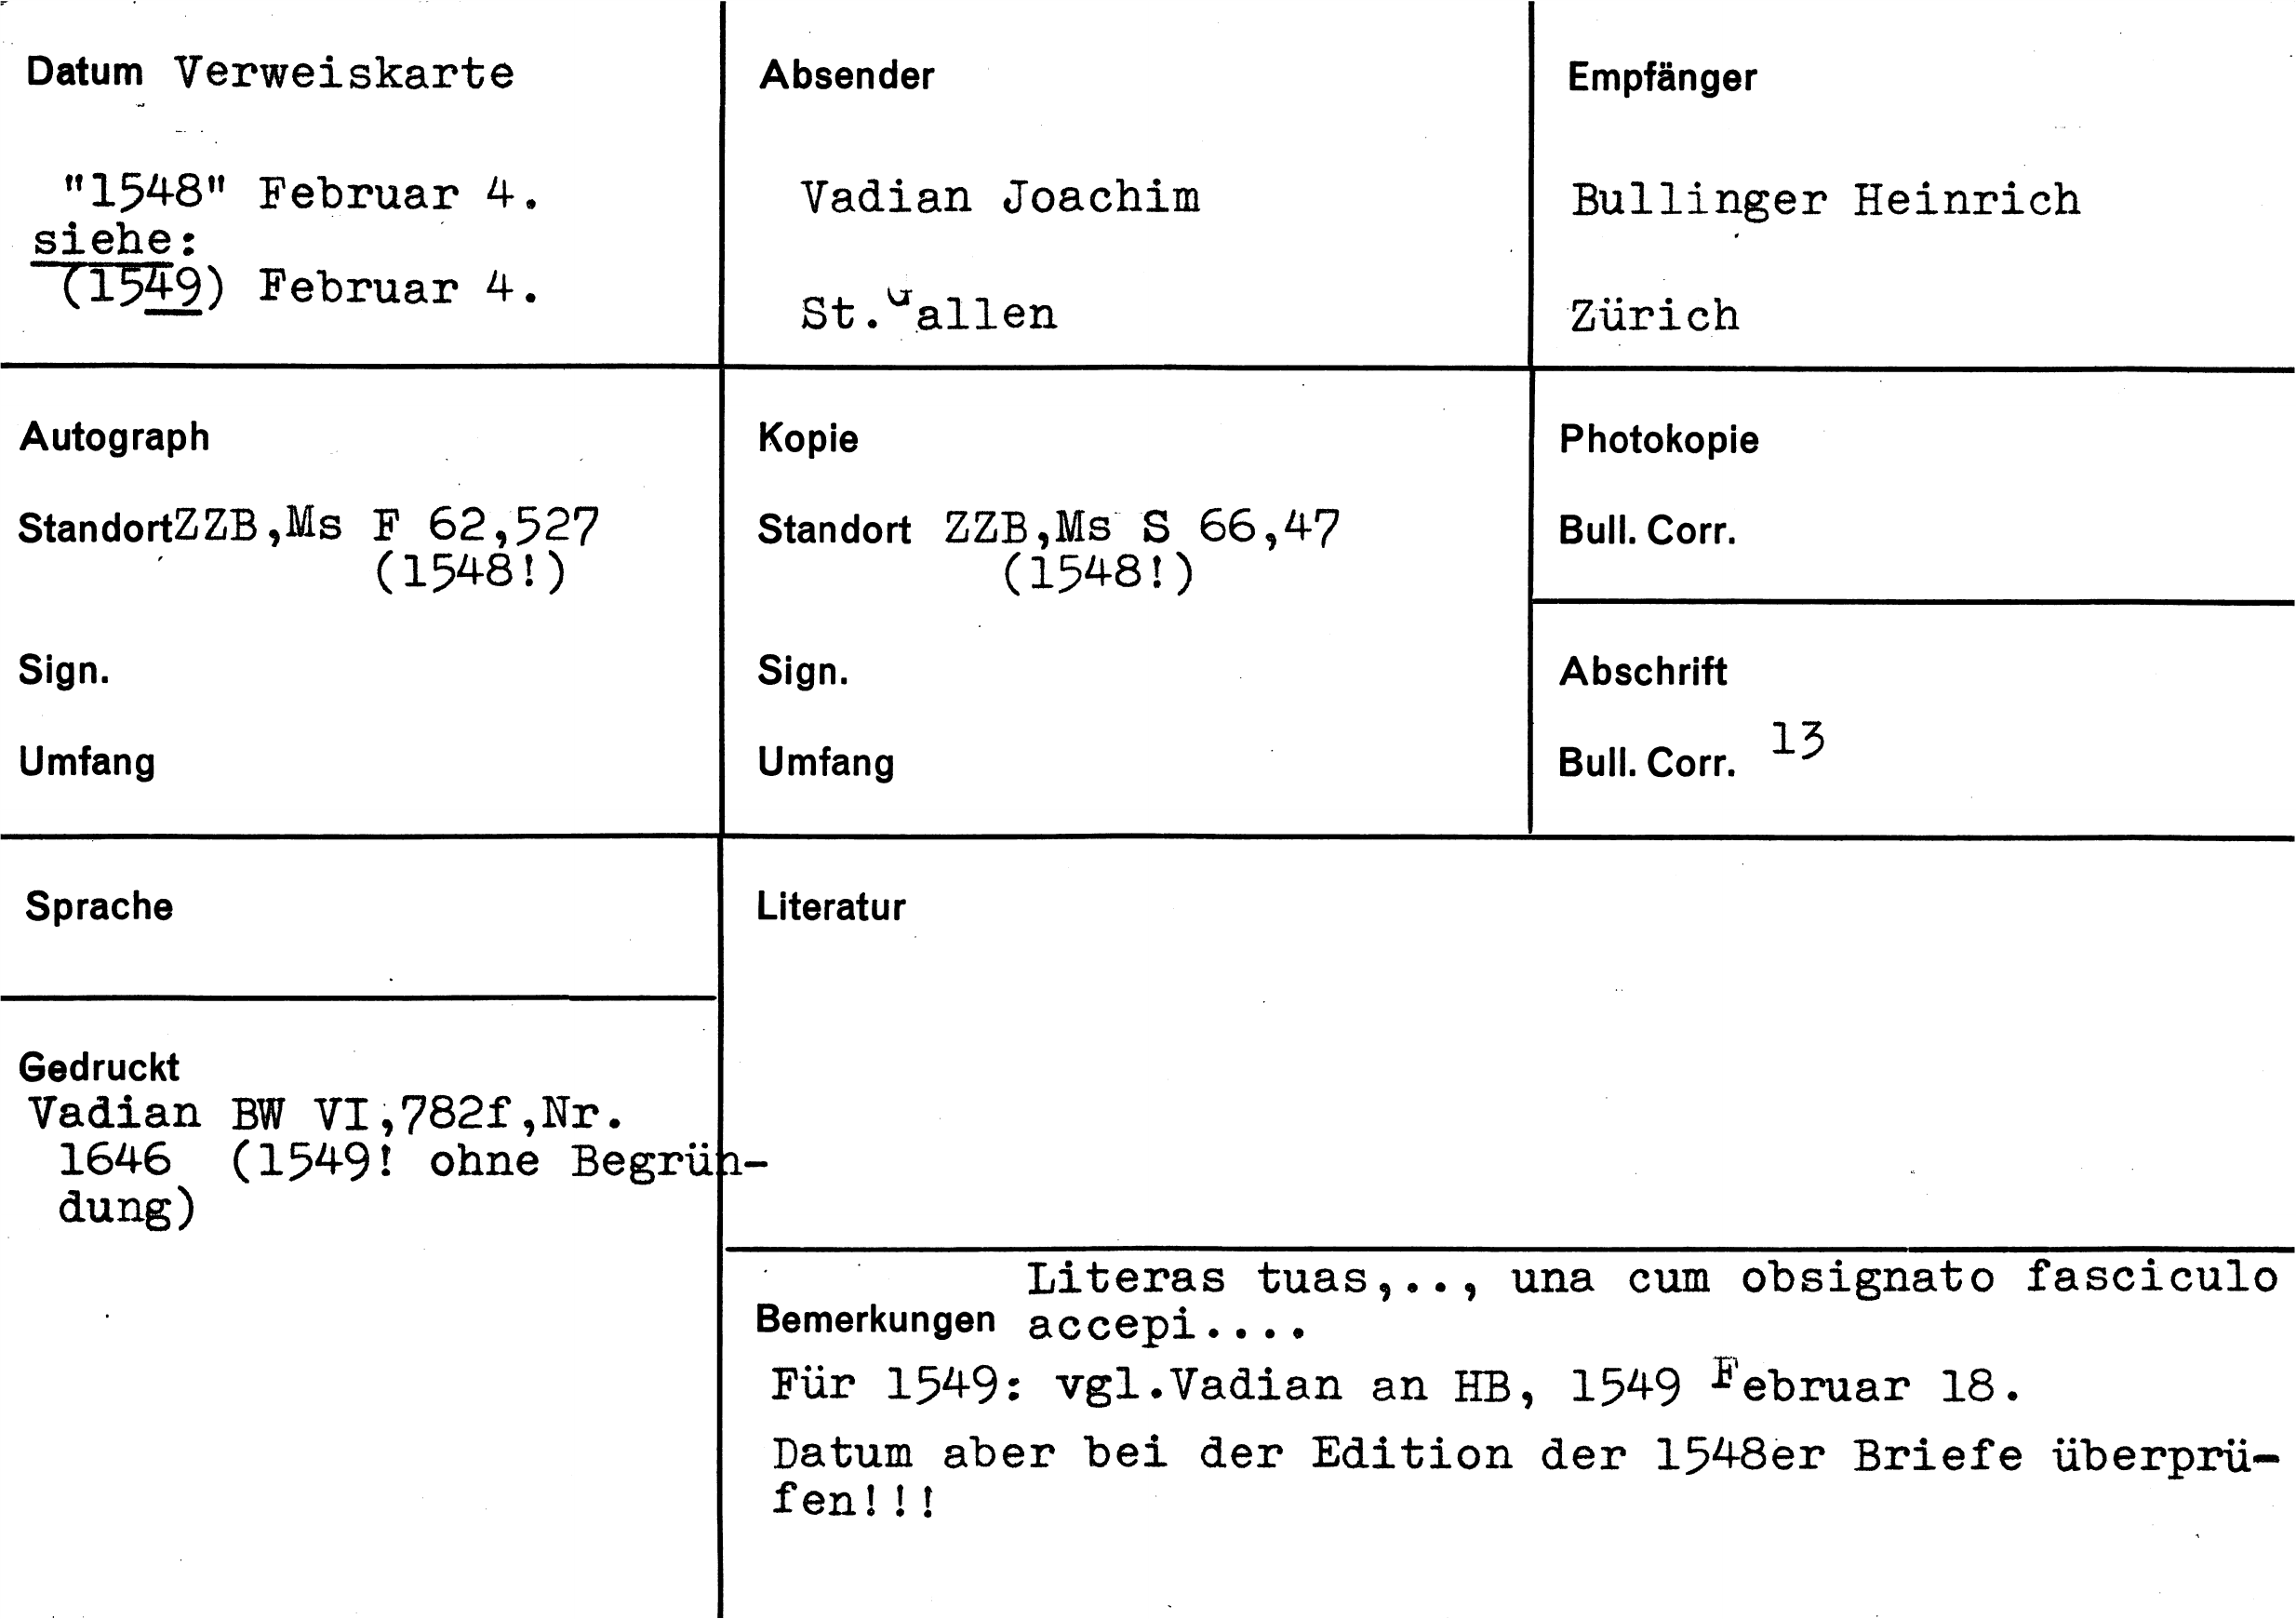 Datum Verweiskarte
"1548" Februar 4.
siehe:
(1549) Februar 4.
Absender
Vadian Joachim
St. Gallen
Empfänger
Bullinger Heinrich
Zürich
Autograph
Standort ZZB,Ms F 62,527
(1548!)
Sign.
Umfang
Kopie
Standort ZZB,Ms S 66,47
(1548!)
Sign.
Umfang
Photokopie
Bull. Corr.
Abschrift
Bull. Corr. 13
Sprache
Literatur
Gedruckt
Vadian BW VI,782f,Nr.
1646 (1549! ohne Begrün-
dung)
Literas tuas,.., una cum obsignato fasciculo
Bemerkungen accepi....
Für 1549: vgl.Vadian an HB, 1549 Februar 18.
Datum aber bei der Edition der 1548er Briefe überprü-
fen!!!